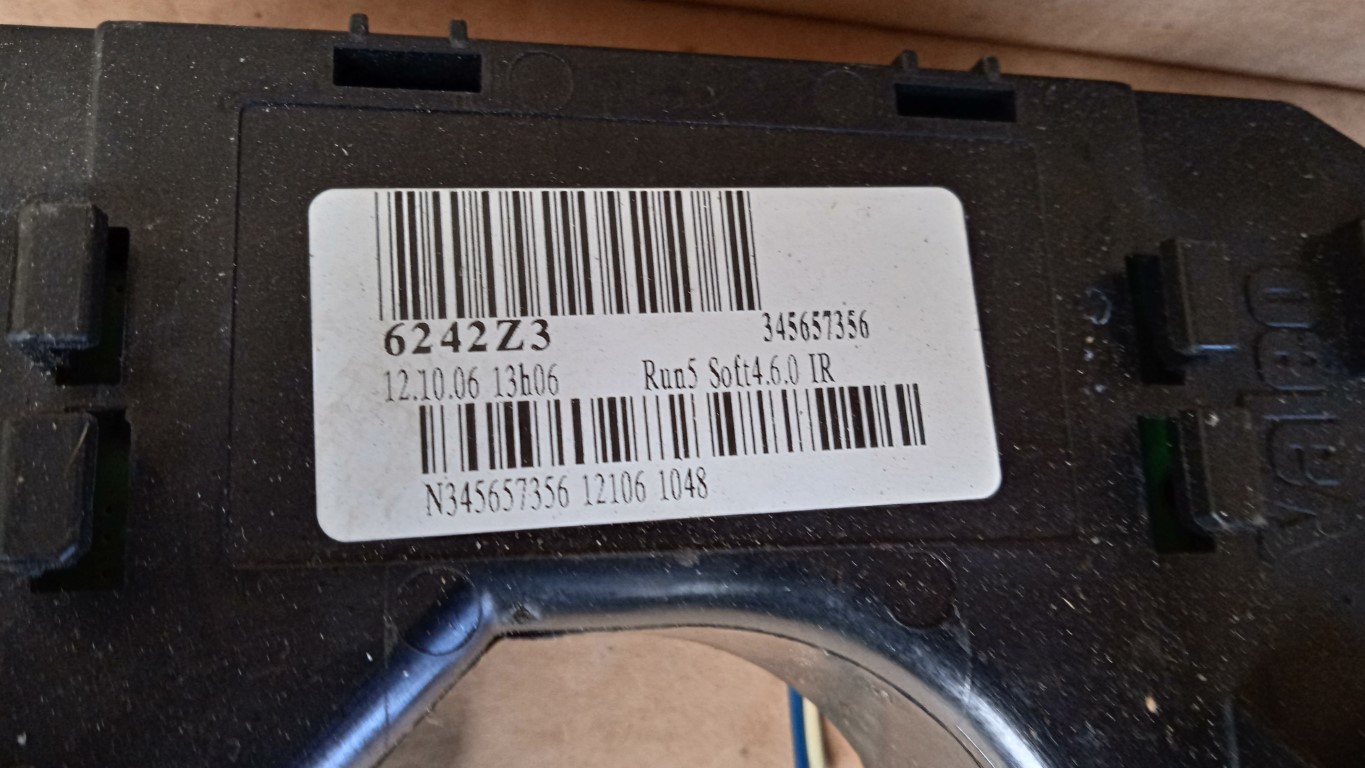 6242Z3 345657356
12.10.06 13h06 Run5 Soft4.6.0 IR
N345657356 12106 1048
Valeo